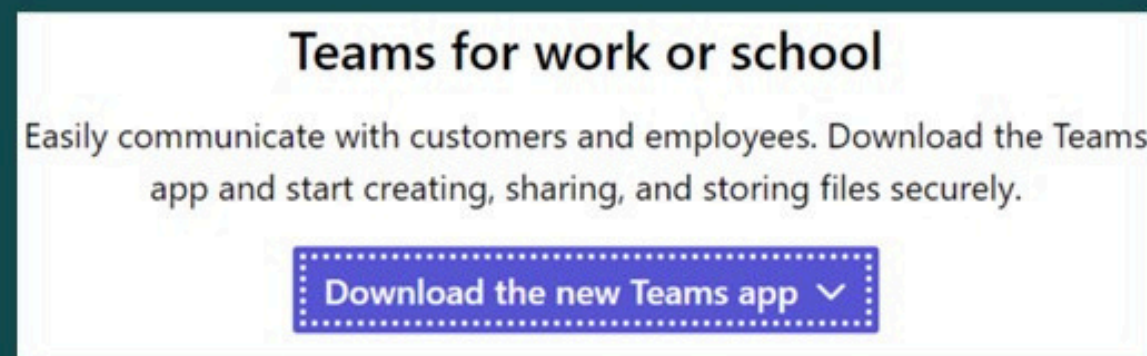 Teams for work or school
Easily communicate with customers and employees. Download the Teams
app and start creating, sharing, and storing files securely.
Download the new Teams app